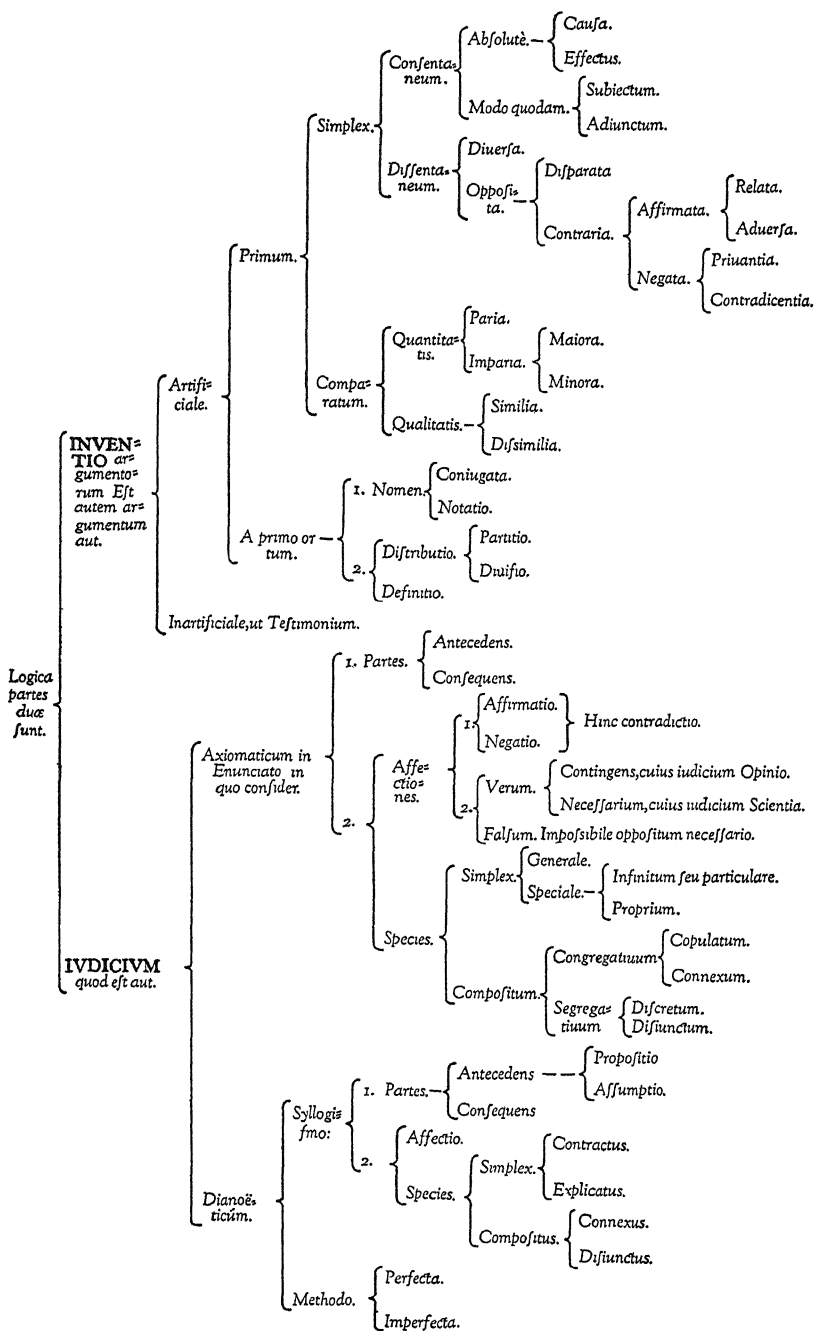 Cauſa.
Abſolutè.
Effectus.
Conſenta=
neum.
Subiectum.
Modo quodam.
Adiunctum.
Simplex.
Diuerſa.
Diſſenta=
neum.
Diſparata
Oppoſi=
ta.
Relata.
Affirmata.
Aduerſa.
Contraria.
Priuantia.
Negata.
Contradicentia.
Primum.
Paria.
Quantita=
tis.
Maiora.
Imparia.
Minora.
Compa=
ratum.
Similia.
Qualitatis.
Diſsimilia.
Artifi=
ciale.
INVEN=
TIO ar=
gumento=
rum Eſt
autem ar=
gumentum
aut.
Coniugata.
1. Nomen.
Notatio.
A primo or
tum.
Partitio.
Diſtributio.
2.
Diuiſio.
Definitio.
Inartificiale,ut Teſtimonium.
Logica
partes
duæ
ſunt.
Antecedens.
1. Partes.
Conſequens.
Affirmatio.
1.
Hinc contradictio.
Negatio.
Axiomaticum in
Enunciato in
quo conſider.
Affe=
ctio=
nes.
Contingens,cuius iudicium Opinio.
Verum.
2.
Neceſſarium,cuius iudicium Scientia.
2.
Falſum. Impoſsibile oppoſitum neceſſario.
Generale.
Simplex.
Infinitum ſeu particulare.
Speciale.
Proprium.
Species.
Copulatum.
Congregatiuum
Connexum.
Compoſitum.
Segrega=
tiuum
Diſcretum.
Diſiunctum.
IVDICIVM
quod eſt aut.
Propoſitio
Antecedens
1. Partes.
Aſſumptio.
Conſequens
Syllogiſ=
ſmo:
Affectio.
Contractus.
2.
Simplex.
Explicatus.
Species.
Connexus.
Compoſitus.
Diſiunctus.
Dianoë=
ticúm.
Perfecta.
Methodo.
Imperfecta.